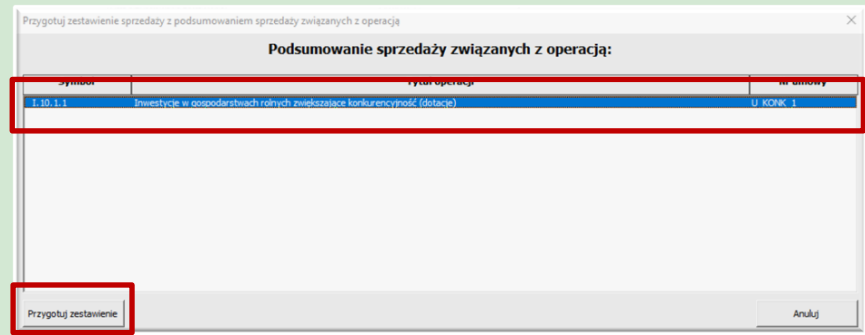 Przygotuj zestawienie sprzedaży z podsumowaniem sprzedaży związanych z operacją
Podsumowanie sprzedaży związanych z operacją:
Symbol Tytuł operacji Nr umowy
I.10.1.1 Inwestycje w gospodarstwach rolnych zwiększające konkurencyjność (dotacje) U_KONK_1
Przygotuj zestawienie Anuluj